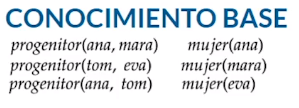 CONOCIMIENTO BASE
progenitor(ana, mara) mujer(ana)
progenitor(tom, eva) mujer(mara)
progenitor(ana, tom) mujer(eva)